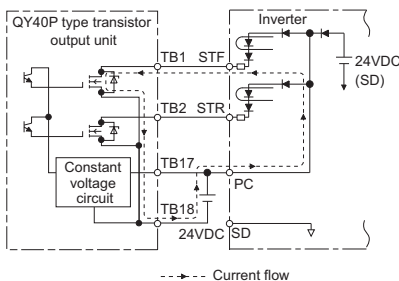 QY40P type transistor
output unit
Inverter
TB1 STF
24VDC
(SD)
TB2 STR
Constant
voltage
circuit
TB17
PC
TB18
24VDC SD
Current flow